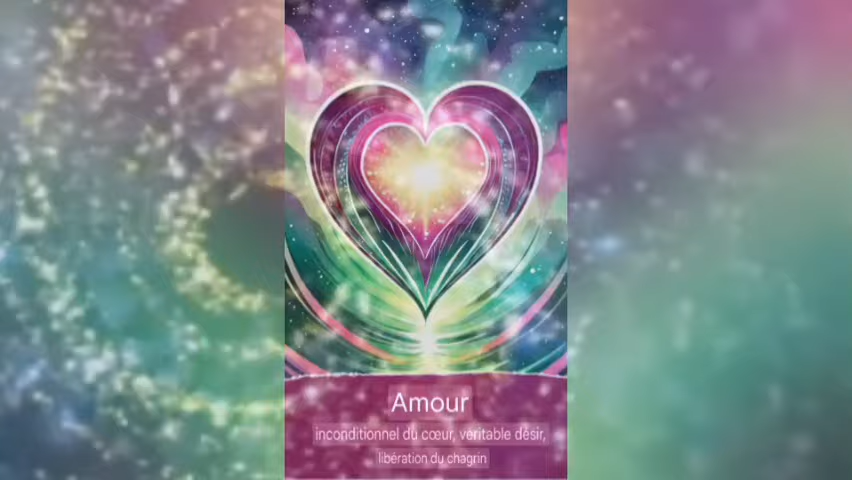 Amour
inconditionnel du cœur, véritable désir,
libération du chagrin